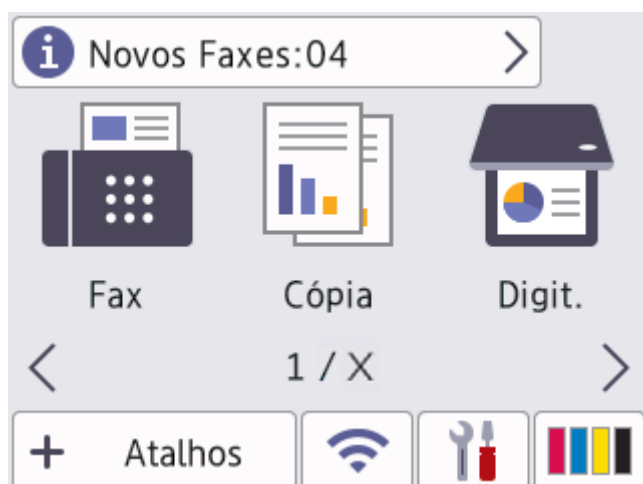 Novos Faxes:04
Fax Cópia Digit.
1 / X
+ Atalhos